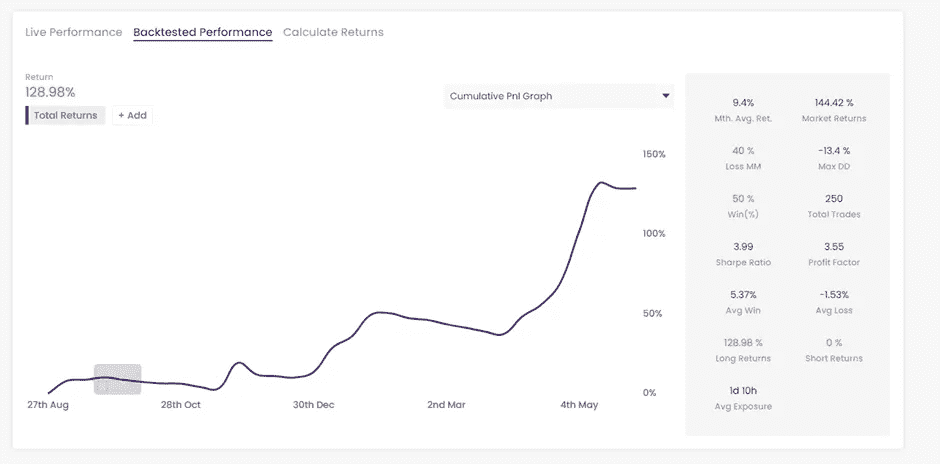 Live Performance Backtested Performance Calculate Returns
Return
128.98%
Total Returns + Add
Cumulative Pnl Graph
150%
100%
50%
0%
27th Aug 28th Oct 30th Dec 2nd Mar 4th May
9.4% 144.42 %
Mth. Avg. Ret. Market Returns
40 % -13.4 %
Loss MM Max DD
50 % 250
Win(%) Total Trades
3.99 3.55
Sharpe Ratio Profit Factor
5.37% -1.53%
Avg Win Avg Loss
128.98 % 0 %
Long Returns Short Returns
1d 10h
Avg Exposure